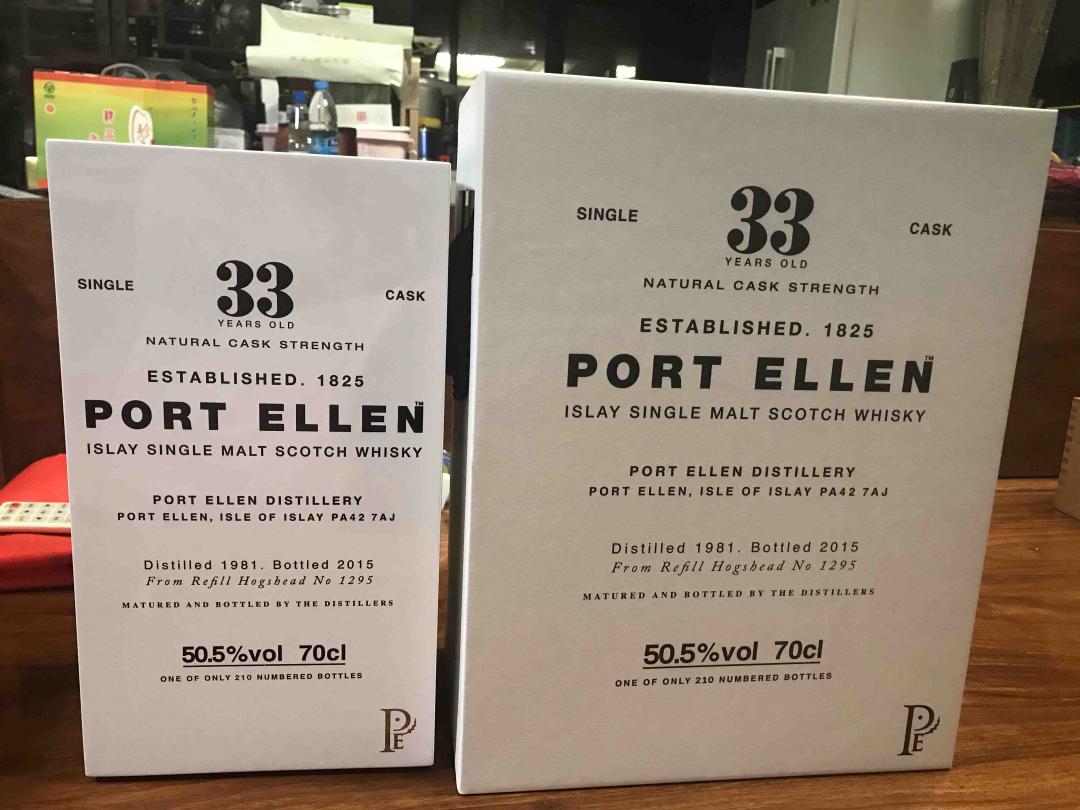 SINGLE
33
CASK
YEARS OLD
NATURAL CASK STRENGTH
ESTABLISHED. 1825
PORT ELLEN™
ISLAY SINGLE MALT SCOTCH WHISKY
PORT ELLEN DISTILLERY
PORT ELLEN, ISLE OF ISLAY PA42 7AJ
Distilled 1981. Bottled 2015
From Refill Hogshead No 1295
MATURED AND BOTTLED BY THE DISTILLERS
50.5%vol 70cl
ONE OF ONLY 210 NUMBERED BOTTLES
PE
SINGLE
33
CASK
YEARS OLD
NATURAL CASK STRENGTH
ESTABLISHED. 1825
PORT ELLEN™
ISLAY SINGLE MALT SCOTCH WHISKY
PORT ELLEN DISTILLERY
PORT ELLEN, ISLE OF ISLAY PA42 7AJ
Distilled 1981. Bottled 2015
From Refill Hogshead No 1295
MATURED AND BOTTLED BY THE DISTILLERS
50.5%vol 70cl
ONE OF ONLY 210 NUMBERED BOTTLES
PE